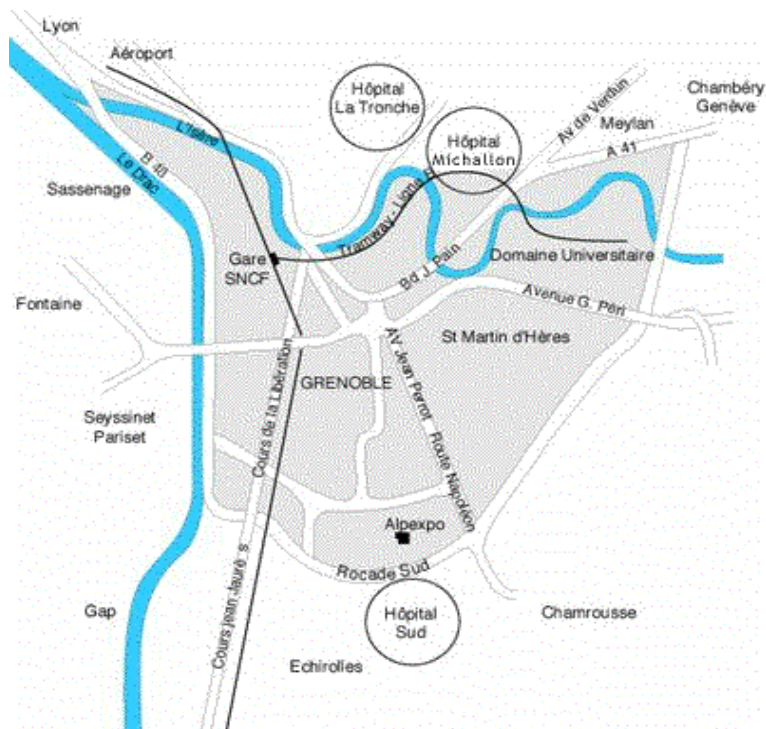 Lyon
Aéroport
Hôpital
La Tronche
Av de Verdun
Chambéry
Genève
Meylan
Hôpital
Michallon
A 41
L'Isère
B 48
Le Drac
Sassenage
Tramway - Ligne B
Gare
SNCF
Bd J. Pain
Domaine Universitaire
Fontaine
Avenue G. Péri
St Martin d'Hères
AV Jean Perrot
GRENOBLE
Cours de la Libération
Seyssinet
Pariset
Route Napoléon
Alpexpo
Rocade Sud
Cours jean Jaurè s
Gap
Hôpital
Sud
Chamrousse
Echirolles